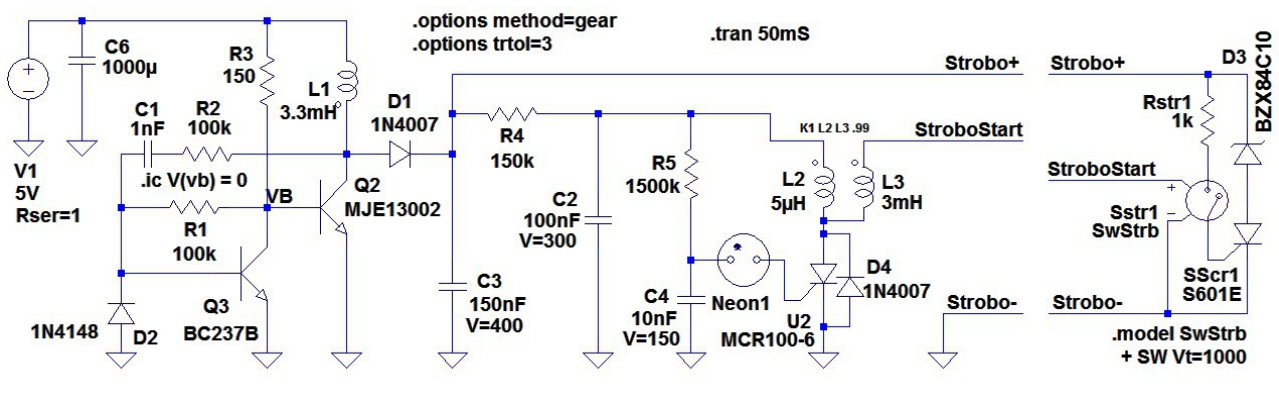 .options method=gear
.options trtol=3
.tran 50mS
C6
1000µ
R3
150
L1
3.3mH
C1
1nF
R2
100k
D1
1N4007
R4
150k
K1 L2 L3 .99
Strobo+
StroboStart
Strobo+
D3
BZX84C10
Rstr1
1k
StroboStart
+
–
Sstr1
SwStrb
V1
5V
Rser=1
+
–
.ic V(vb) = 0
VB
Q2
MJE13002
R1
100k
R5
1500k
L2
5µH
L3
3mH
C2
100nF
V=300
Q3
BC237B
1N4148
D2
C3
150nF
V=400
C4
10nF
V=150
Neon1
D4
1N4007
U2
MCR100-6
Strobo-
Strobo-
SScr1
S601E
.model SwStrb
+ SW Vt=1000